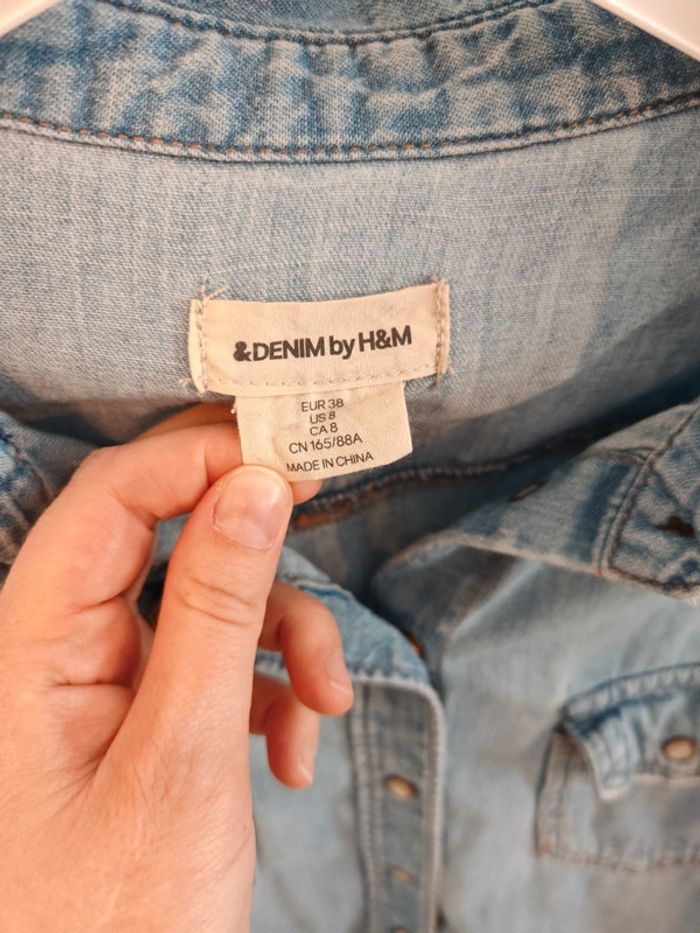 &DENIM by H&M
EUR 38
US 8
CA 8
CN 165/88A
MADE IN CHINA